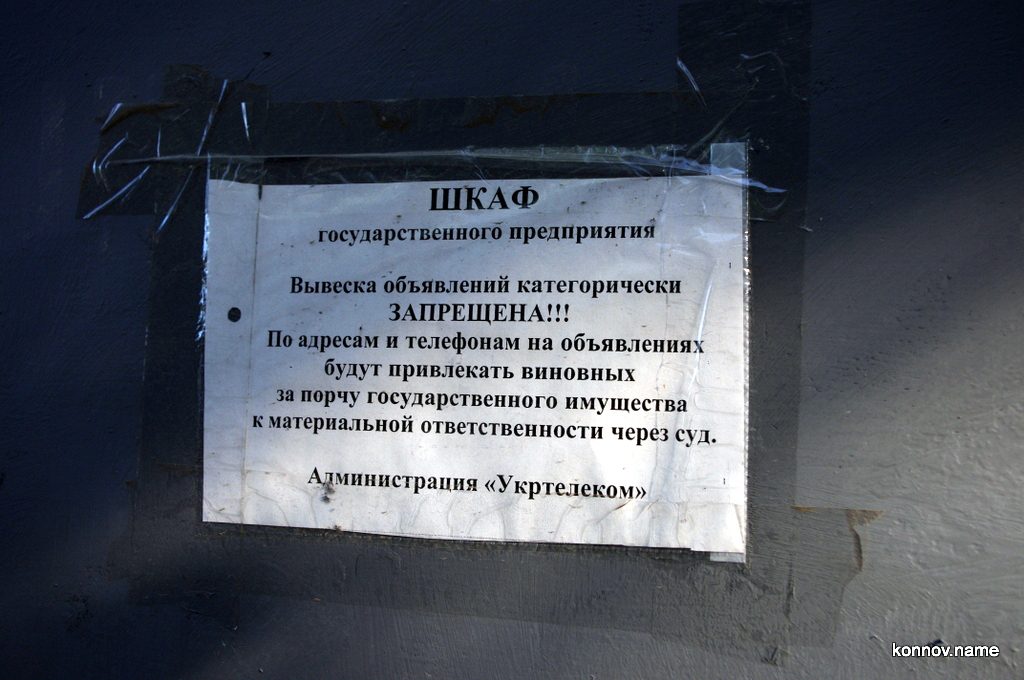 ШКАФ
государственного предприятия
Вывеска объявлений категорически
ЗАПРЕЩЕНА!!!
По адресам и телефонам на объявлениях
будут привлекать виновных
за порчу государственного имущества
к материальной ответственности через суд.
Администрация «Укртелеком»
konnov.name